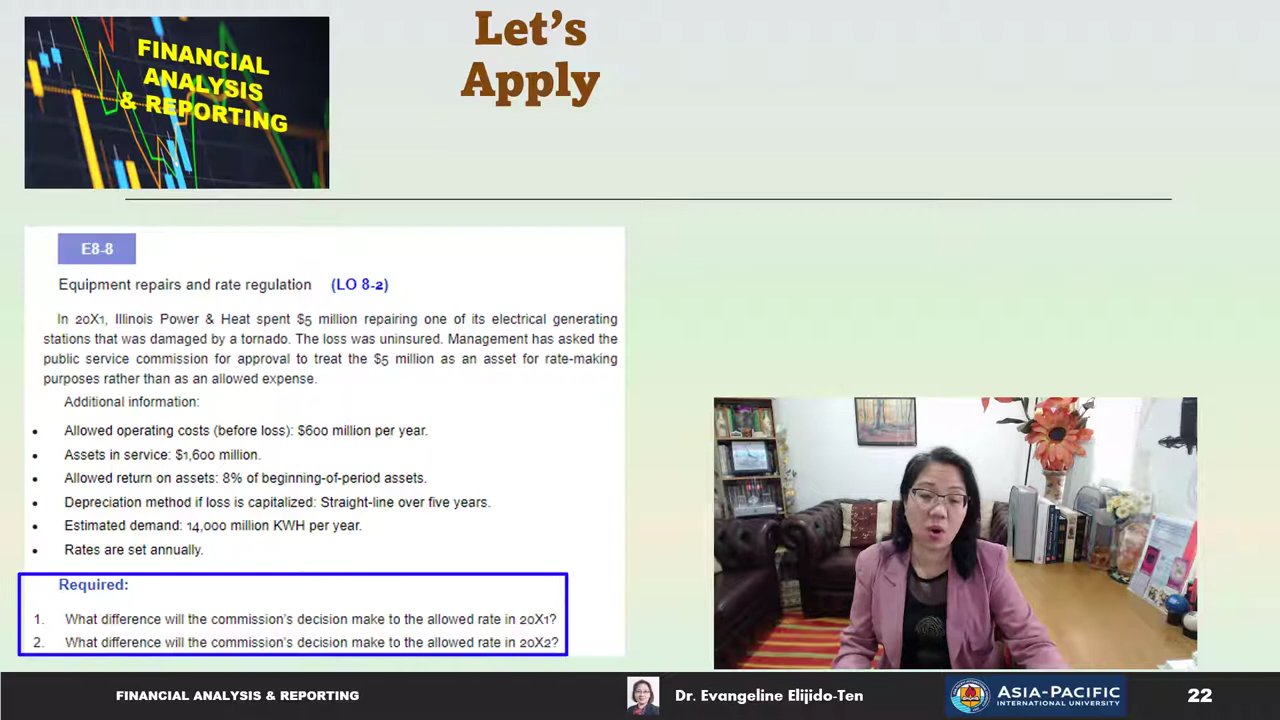 FINANCIAL
ANALYSIS
& REPORTING
Let's
Apply
E8-8
Equipment repairs and rate regulation (LO 8-2)
In 20X1, Illinois Power & Heat spent $5 million repairing one of its electrical generating
stations that was damaged by a tornado. The loss was uninsured. Management has asked the
public service commission for approval to treat the $5 million as an asset for rate-making
purposes rather than as an allowed expense.
Additional information:
• Allowed operating costs (before loss): $600 million per year.
• Assets in service: $1,600 million.
• Allowed return on assets: 8% of beginning-of-period assets.
• Depreciation method if loss is capitalized: Straight-line over five years.
• Estimated demand: 14,000 million KWH per year.
• Rates are set annually.
Required:
1. What difference will the commission's decision make to the allowed rate in 20X1?
2. What difference will the commission's decision make to the allowed rate in 20X2?
FINANCIAL ANALYSIS & REPORTING
Dr. Evangeline Elijido-Ten
ASIA-PACIFIC
INTERNATIONAL UNIVERSITY
22